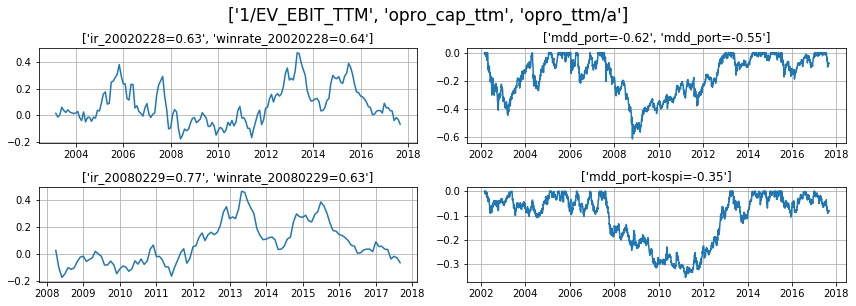 ['1/EV_EBIT_TTM', 'opro_cap_ttm', 'opro_ttm/a']
['ir_20020228=0.63', 'winrate_20020228=0.64']
0.4
0.2
0.0
−0.2
2004 2006 2008 2010 2012 2014 2016 2018
['mdd_port=-0.62', 'mdd_port=-0.55']
0.0
−0.2
−0.4
−0.6
2002 2004 2006 2008 2010 2012 2014 2016 2018
['ir_20080229=0.77', 'winrate_20080229=0.63']
0.4
0.2
0.0
−0.2
2008 2009 2010 2011 2012 2013 2014 2015 2016 2017 2018
['mdd_port-kospi=-0.35']
0.0
−0.1
−0.2
−0.3
2002 2004 2006 2008 2010 2012 2014 2016 2018